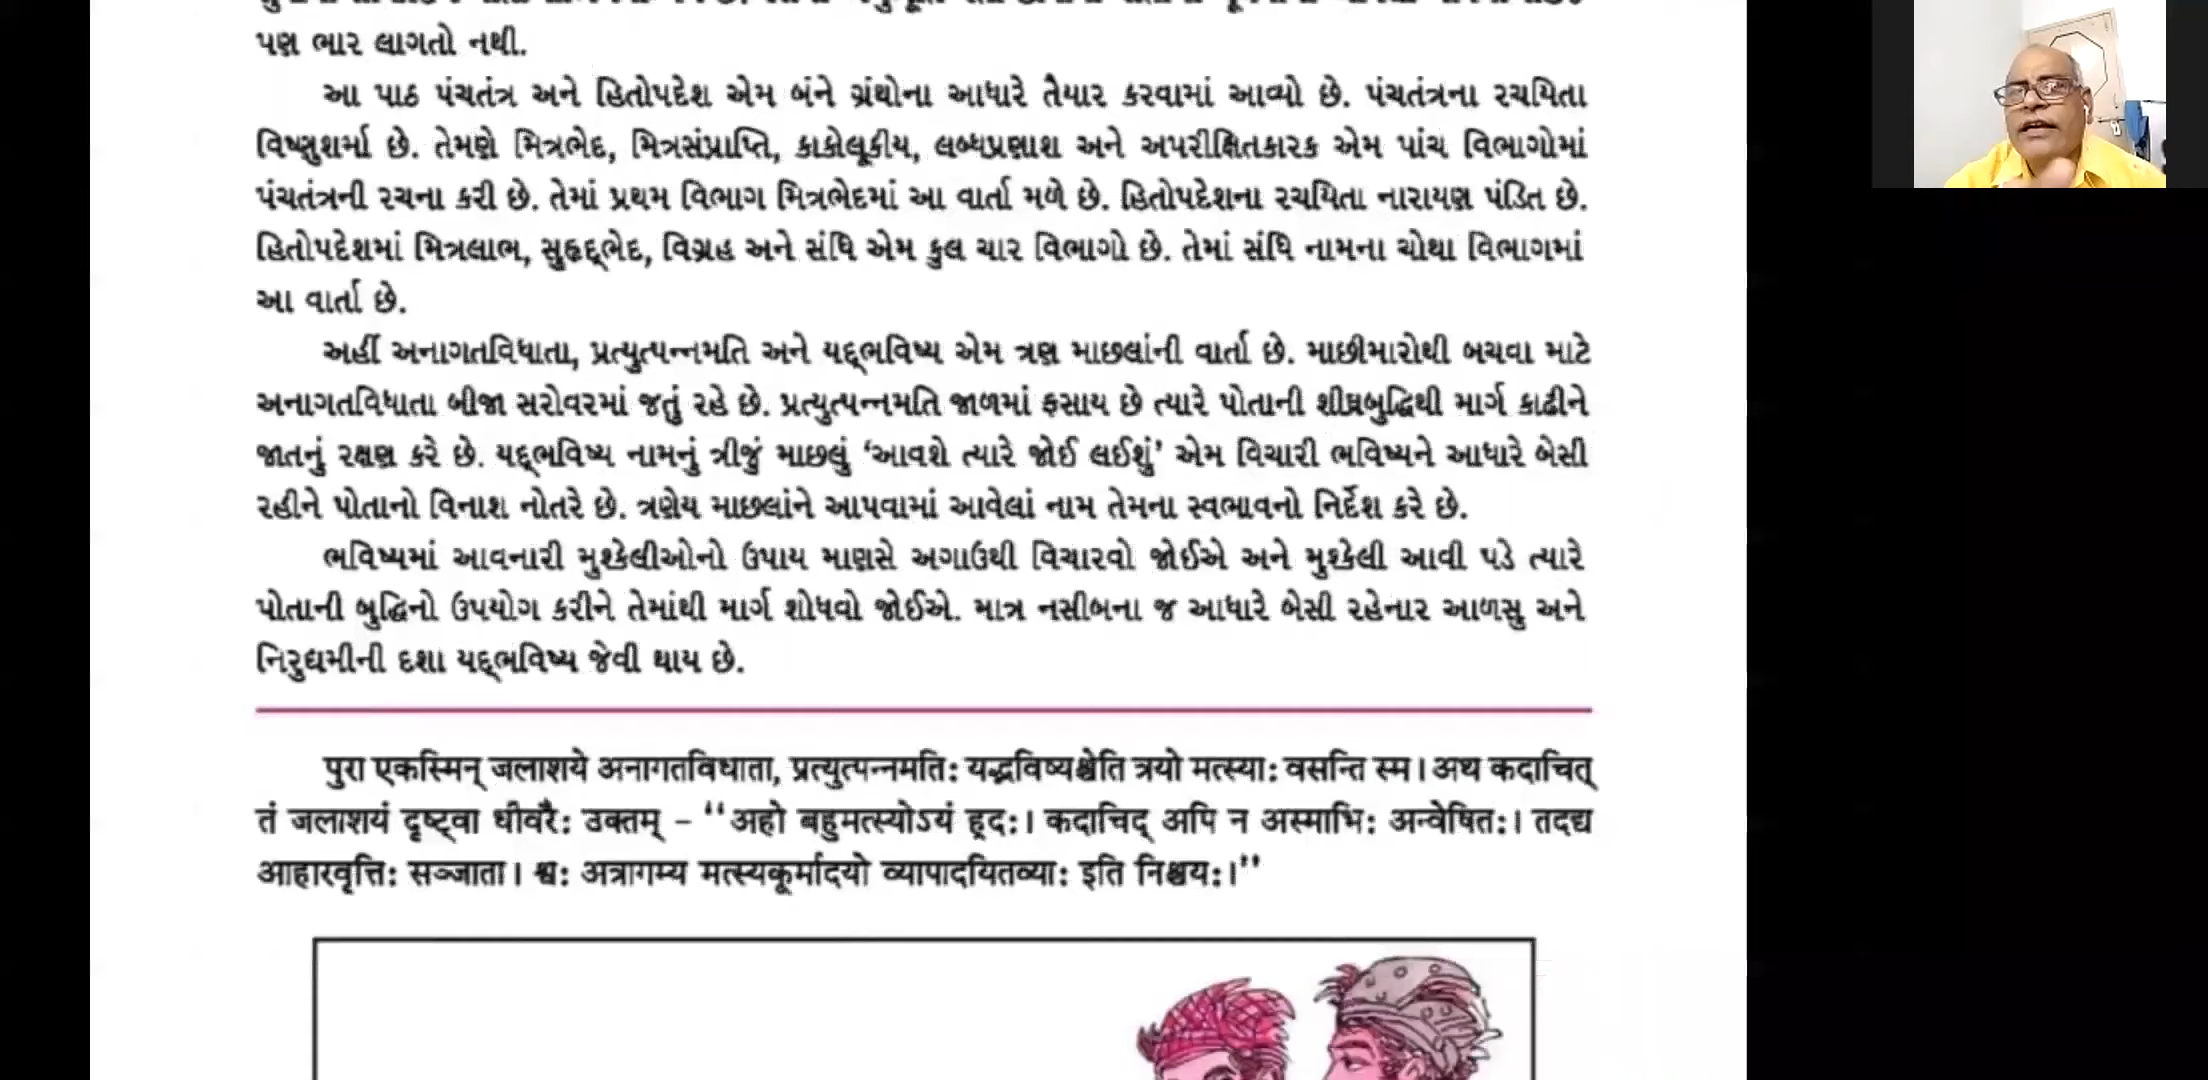 પણ ભાર લાગતો નથી.
આ પાઠ પંચતંત્ર અને હિતોપદેશ એમ બંને ગ્રંથોના આધારે તૈયાર કરવામાં આવ્યો છે. પંચતંત્રના રચયિતા
વિષ્ણુશર્મા છે. તેમણે મિત્રભેદ, મિત્રસંપ્રાપ્તિ, કાકોલૂકીય, લબ્ધપ્રણાશ અને અપરીક્ષિતકારક એમ પાંચ વિભાગોમાં
પંચતંત્રની રચના કરી છે. તેમાં પ્રથમ વિભાગ મિત્રભેદમાં આ વાર્તા મળે છે. હિતોપદેશના રચયિતા નારાયણ પંડિત છે.
હિતોપદેશમાં મિત્રલાભ, સુહૃદ્ભેદ, વિગ્રહ અને સંધિ એમ કુલ ચાર વિભાગો છે. તેમાં સંધિ નામના ચોથા વિભાગમાં
આ વાર્તા છે.
અહીં અનાગતવિધાતા, પ્રત્યુત્પન્નમતિ અને યદ્ભવિષ્ય એમ ત્રણ માછલાંની વાર્તા છે. માછીમારોથી બચવા માટે
અનાગતવિધાતા બીજા સરોવરમાં જતું રહે છે. પ્રત્યુત્પન્નમતિ જાળમાં ફસાય છે ત્યારે પોતાની શીઘ્રબુદ્ધિથી માર્ગ કાઢીને
જાતનું રક્ષણ કરે છે. યદ્ભવિષ્ય નામનું ત્રીજું માછલું ‘આવશે ત્યારે જોઈ લઈશું’ એમ વિચારી ભવિષ્યને આધારે બેસી
રહીને પોતાનો વિનાશ નોતરે છે. ત્રણેય માછલાંને આપવામાં આવેલાં નામ તેમના સ્વભાવનો નિર્દેશ કરે છે.
ભવિષ્યમાં આવનારી મુશ્કેલીઓનો ઉપાય માણસે અગાઉથી વિચારવો જોઈએ અને મુશ્કેલી આવી પડે ત્યારે
પોતાની બુદ્ધિનો ઉપયોગ કરીને તેમાંથી માર્ગ શોધવો જોઈએ. માત્ર નસીબના જ આધારે બેસી રહેનાર આળસુ અને
નિરુદ્યમીની દશા યદ્ભવિષ્ય જેવી થાય છે.
पुरा एकस्मिन् जलाशये अनागतविधाता, प्रत्युत्पन्नमतिः यद्भविष्यश्चेति त्रयो मत्स्याः वसन्ति स्म। अथ कदाचित्
तं जलाशयं दृष्ट्वा धीवरैः उक्तम् – “अहो बहुमत्स्योऽयं ह्रदः। कदाचिद् अपि न अस्माभिः अन्वेषितः। तदद्य
आहारवृत्तिः सञ्जाता। श्वः अत्रागम्य मत्स्यकूर्मादयो व्यापादयितव्याः इति निश्चयः।”